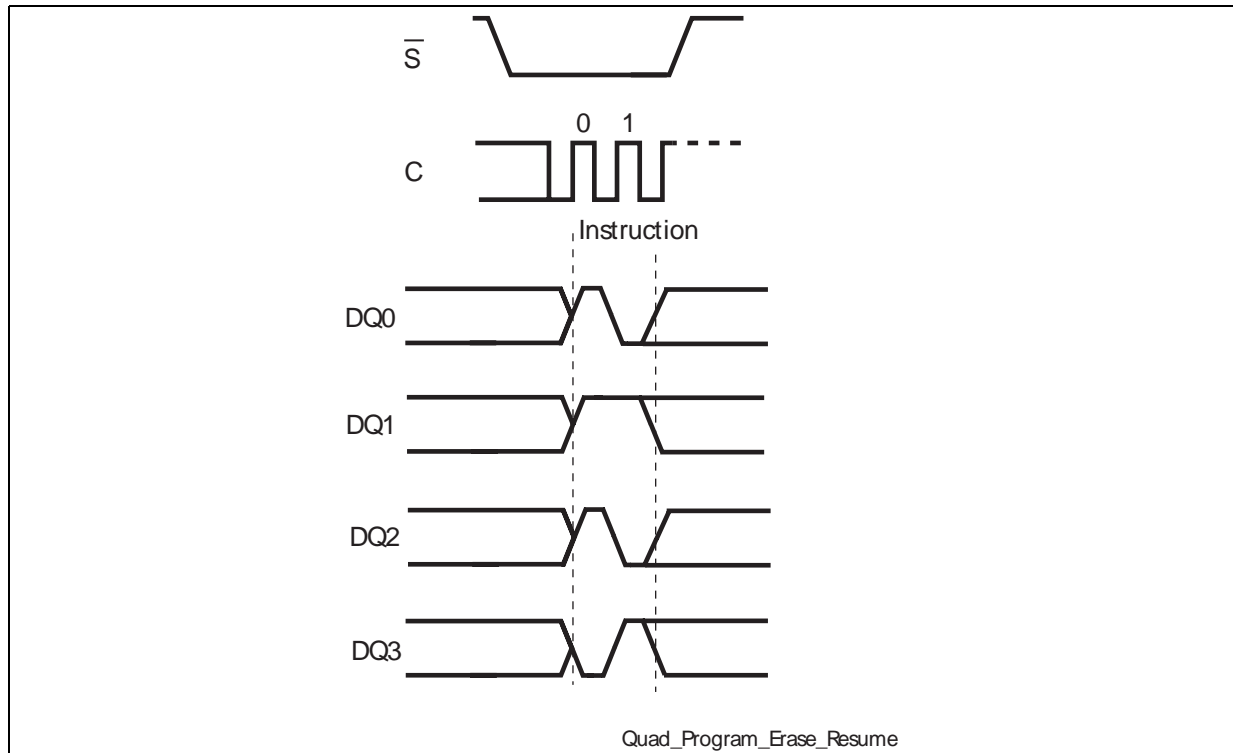 S̅
0 1
C
Instruction
DQ0
DQ1
DQ2
DQ3
Quad_Program_Erase_Resume